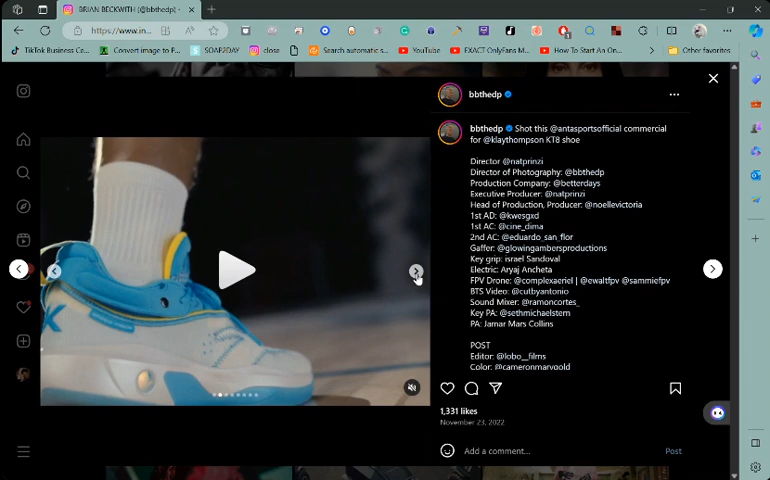 BRIAN BECKWITH (@bbthedp) •
https://www.in...
TikTok Business Ce...
Convert image to F...
SOAP2DAY
close
Search automatic s...
YouTube
EXACT OnlyFans M...
How To Start An On...
Other favorites
bbthedp
bbthedp Shot this @antasportsofficial commercial
for @klaythompson KT8 shoe
Director @natprinzi
Director of Photography: @bbthedp
Production Company: @betterdays
Executive Producer: @natprinzi
Head of Production, Producer: @noellevictoria
1st AD: @kwesgxd
1st AC: @cine_dima
2nd AC: @eduardo_san_flor
Gaffer: @glowingambersproductions
Key grip: israel Sandoval
Electric: Aryaj Ancheta
FPV Drone: @complexaeriel | @ewaltfpv @sammiefpv
BTS Video: @cutbyantonio
Sound Mixer: @ramoncortes_
Key PA: @sethmichaelstern
PA: Jamar Mars Collins
POST
Editor: @lobo__films
Color: @cameronmarygold
1,331 likes
November 23, 2022
Add a comment...
Post